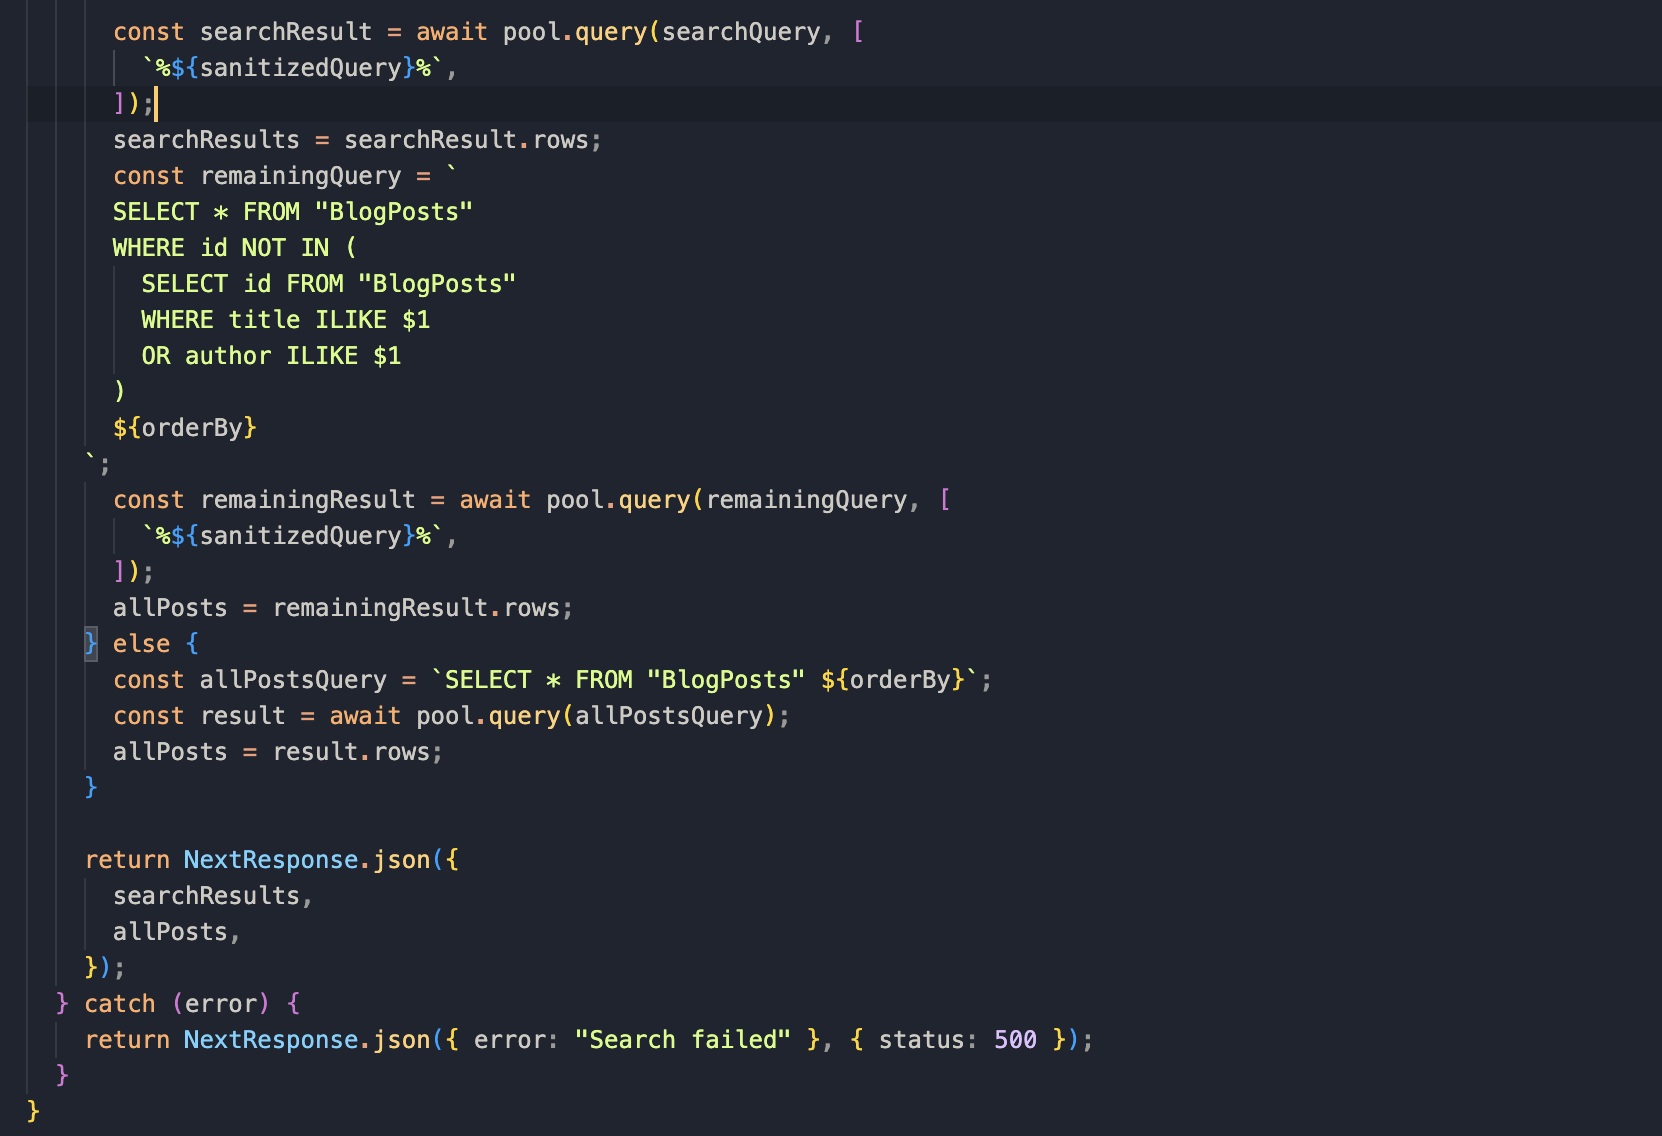 const searchResult = await pool.query(searchQuery, [
`%${sanitizedQuery}%`,
]);
searchResults = searchResult.rows;
const remainingQuery = `
SELECT * FROM "BlogPosts"
WHERE id NOT IN (
SELECT id FROM "BlogPosts"
WHERE title ILIKE $1
OR author ILIKE $1
)
${orderBy}
`;
const remainingResult = await pool.query(remainingQuery, [
`%${sanitizedQuery}%`,
]);
allPosts = remainingResult.rows;
} else {
const allPostsQuery = `SELECT * FROM "BlogPosts" ${orderBy}`;
const result = await pool.query(allPostsQuery);
allPosts = result.rows;
}
return NextResponse.json({
searchResults,
allPosts,
});
} catch (error) {
return NextResponse.json({ error: "Search failed" }, { status: 500 });
}
}